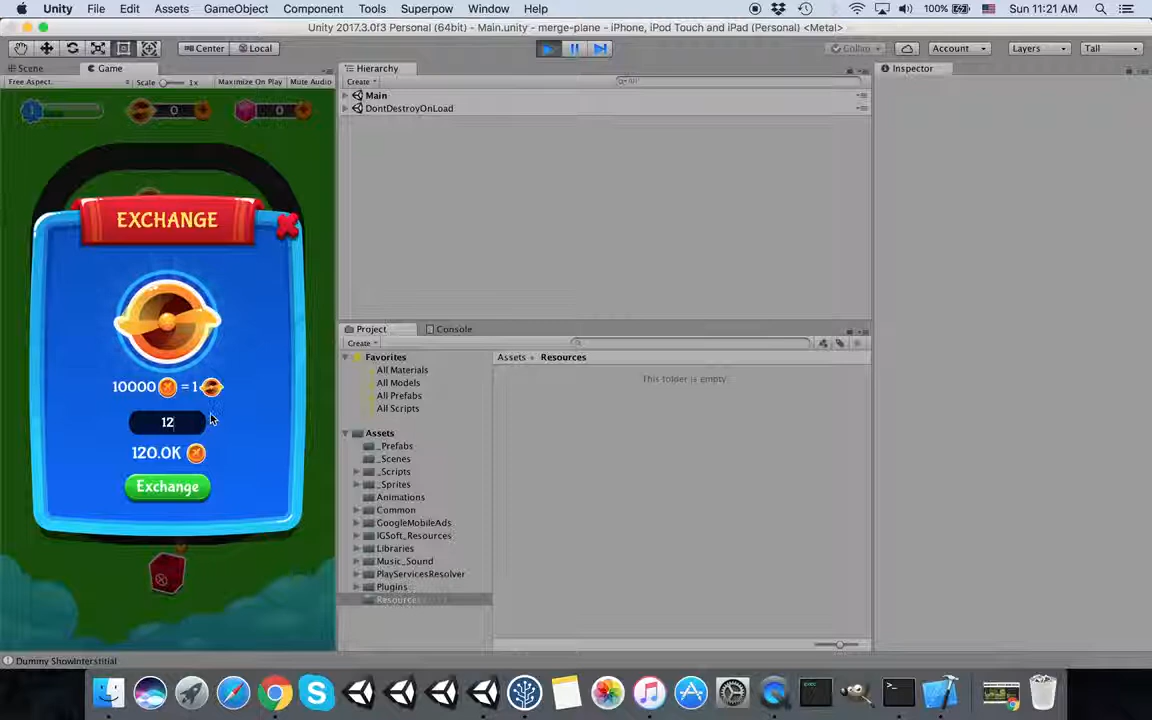 Unity File Edit Assets GameObject Component Tools Superpow Window Help 100% Sun 11:21 AM
Unity 2017.3.0f3 Personal (64bit) - Main.unity - merge-plane - iPhone, iPod Touch and iPad (Personal) <Metal>
Center Local Collab Account Layers Tall
Scene Game Hierarchy Inspector
Free Aspect Scale 1x Maximize On Play Mute Audio Create
Main
DontDestroyOnLoad
1 0 0
EXCHANGE
10000 = 1
12
120.0K
Exchange
Project Console
Create
Favorites
All Materials
All Models
All Prefabs
All Scripts
Assets
_Prefabs
_Scenes
_Scripts
_Sprites
Animations
Common
GoogleMobileAds
IGSoft_Resources
Libraries
Music_Sound
PlayServicesResolver
Plugins
Resources
Assets Resources
This folder is empty
Dummy ShowInterstitial